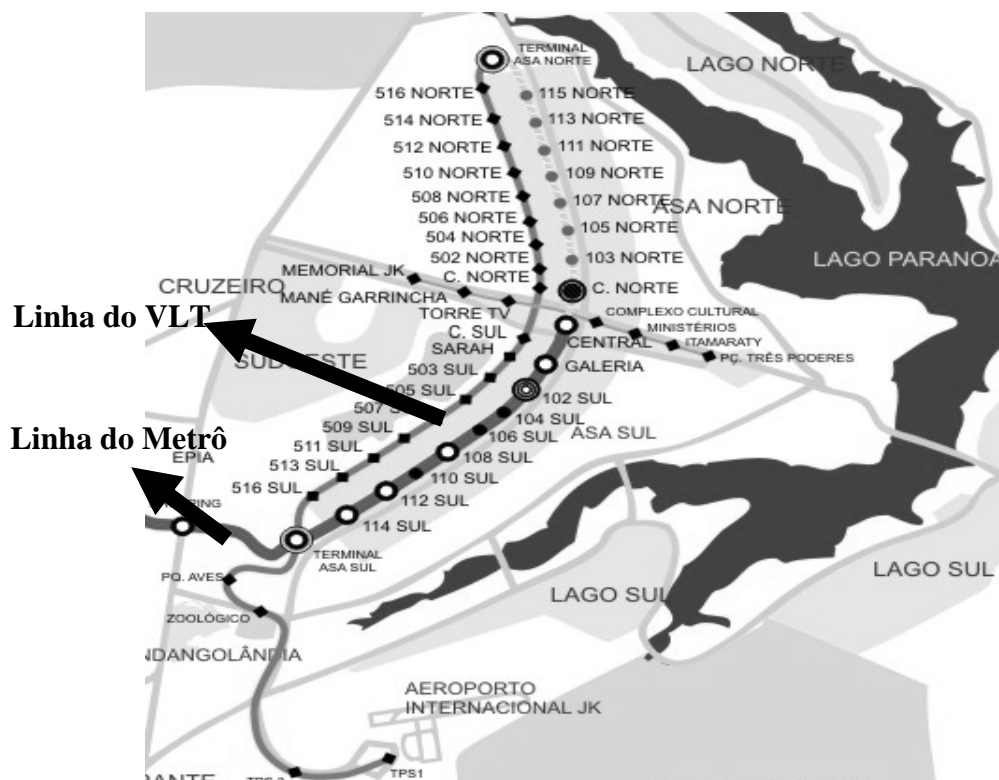 TERMINAL
ASA NORTE
LAGO NORTE
516 NORTE
115 NORTE
514 NORTE
113 NORTE
512 NORTE
111 NORTE
510 NORTE
109 NORTE
508 NORTE
107 NORTE
ASA NORTE
506 NORTE
105 NORTE
504 NORTE
502 NORTE
103 NORTE
LAGO PARANOA
MEMORIAL JK
C. NORTE
CRUZEIRO
MANÉ GARRINCHA
C. NORTE
Linha do VLT
TORRE TV
COMPLEXO CULTURAL
C. SUL
MINISTÉRIOS
SARAH
CENTRAL
ITAMARATY
PÇ. TRÊS PODERES
SUDOESTE
503 SUL
GALERIA
505 SUL
102 SUL
507
104 SUL
509 SUL
106 SUL
ASA SUL
Linha do Metrô
511 SUL
108 SUL
EPIA
513 SUL
110 SUL
516 SUL
112 SUL
PING
114 SUL
TERMINAL
ASA SUL
PQ. AVES
LAGO SUL
LAGO SUL
ZOOLÓGICO
NDANGOLÂNDIA
AEROPORTO
INTERNACIONAL JK
TPS1